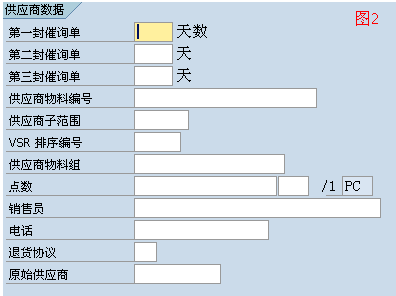 供应商数据
图2
第一封催询单 天数
第二封催询单 天
第三封催询单 天
供应商物料编号
供应商子范围
VSR 排序编号
供应商物料组
点数 /1 PC
销售员
电话
退货协议
原始供应商